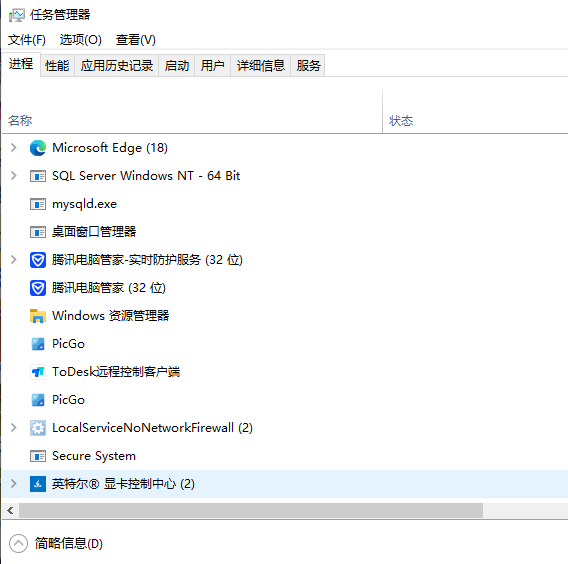 任务管理器
文件(F) 选项(O) 查看(V)
进程 性能 应用历史记录 启动 用户 详细信息 服务
名称 状态
Microsoft Edge (18)
SQL Server Windows NT - 64 Bit
mysqld.exe
桌面窗口管理器
腾讯电脑管家-实时防护服务 (32 位)
腾讯电脑管家 (32 位)
Windows 资源管理器
PicGo
ToDesk远程控制客户端
PicGo
LocalServiceNoNetworkFirewall (2)
Secure System
英特尔® 显卡控制中心 (2)
简略信息(D)